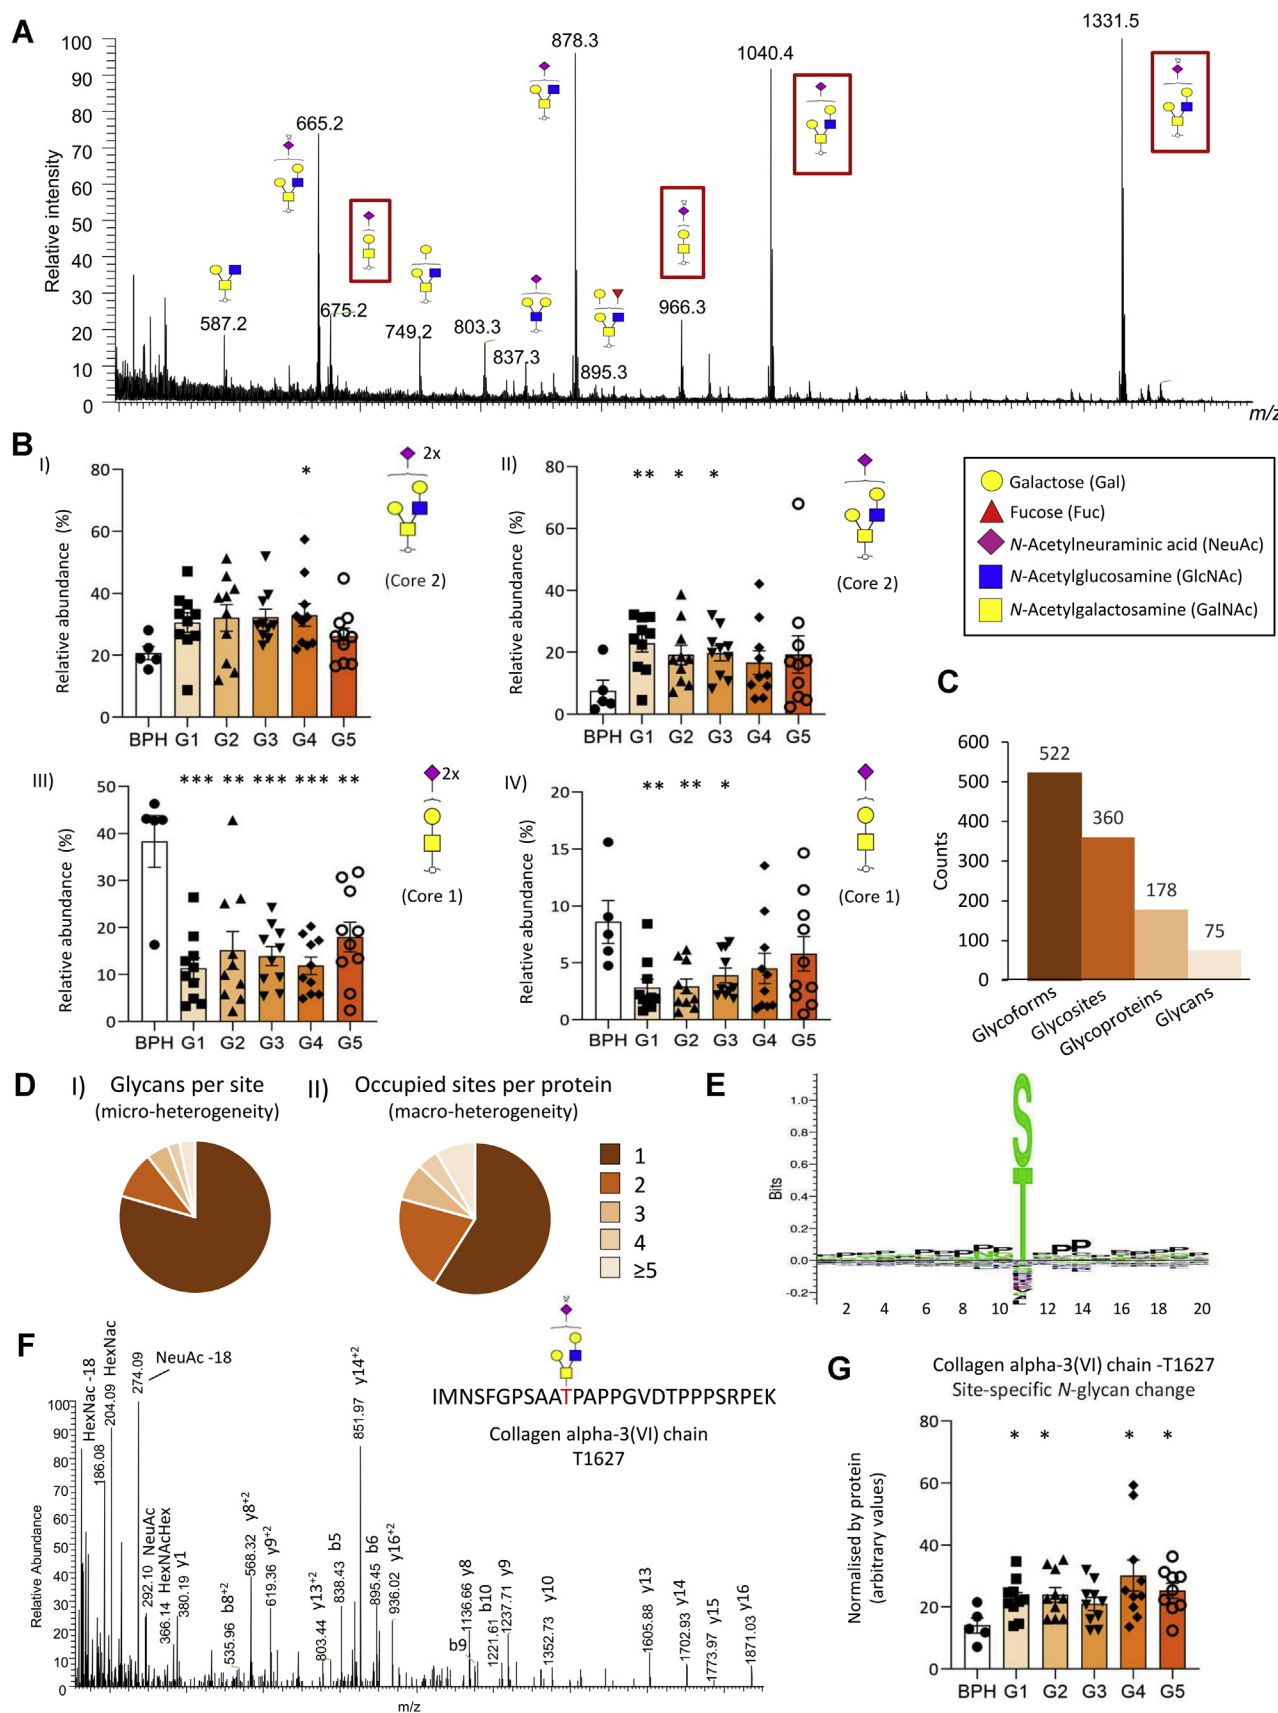 A
100
90
80
70
60
50
40
30
20
10
0
Relative intensity
587.2
665.2
675.2
749.2
803.3
837.3
878.3
895.3
966.3
1040.4
1331.5
m/z
B
I)
80
60
40
20
0
Relative abundance (%)
*
2x
(Core 2)
BPH G1 G2 G3 G4 G5
II)
80
60
40
20
0
Relative abundance (%)
** * *
(Core 2)
BPH G1 G2 G3 G4 G5
Galactose (Gal)
Fucose (Fuc)
N-Acetylneuraminic acid (NeuAc)
N-Acetylglucosamine (GlcNAc)
N-Acetylgalactosamine (GalNAc)
III)
50
40
30
20
10
0
Relative abundance (%)
*** ** *** *** **
2x
(Core 1)
BPH G1 G2 G3 G4 G5
IV)
20
15
10
5
0
Relative abundance (%)
** ** *
(Core 1)
BPH G1 G2 G3 G4 G5
C
600
500
400
300
200
100
0
Counts
522
360
178
75
Glycoforms
Glycosites
Glycoproteins
Glycans
D
I) Glycans per site
(micro-heterogeneity)
II) Occupied sites per protein
(macro-heterogeneity)
1
2
3
4
≥5
E
Bits
1.0
0.8
0.6
0.4
0.2
0.0
-0.2
S
T
2 4 6 8 10 12 14 16 18 20
F
100
90
80
70
60
50
40
30
20
10
0
Relative Abundance
HexNac -18
186.08
204.09 HexNac
274.09
NeuAc -18
292.10 NeuAc
366.14 HexNAcHex
380.19 y1
535.96 b8+2
568.32 y8+2
619.36 y9+2
803.44 y13+2
838.43 b5
851.97 y14+2
895.45 b6
936.02 y16+2
b9
1136.66 y8
1221.61 b10
1237.71 y9
1352.73 y10
1605.88 y13
1702.93 y14
1773.97 y15
1871.03 y16
m/z
IMNSFGPSAATPAPPGVDTPPPSRPEK
Collagen alpha-3(VI) chain
T1627
G
Collagen alpha-3(VI) chain -T1627
Site-specific N-glycan change
80
60
40
20
0
Normalised by protein
(arbitrary values)
* * * *
BPH G1 G2 G3 G4 G5